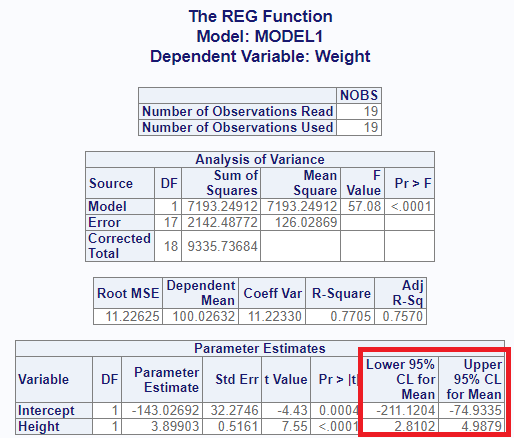 The REG Function
Model: MODEL1
Dependent Variable: Weight
NOBS
Number of Observations Read 19
Number of Observations Used 19
Analysis of Variance
Source DF Sum of Squares Mean Square F Value Pr > F
Model 1 7193.24912 7193.24912 57.08 <.0001
Error 17 2142.48772 126.02869
Corrected Total 18 9335.73684
Root MSE Dependent Mean Coeff Var R-Square Adj R-Sq
11.22625 100.02632 11.22330 0.7705 0.7570
Parameter Estimates
Variable DF Parameter Estimate Std Err t Value Pr > |t| Lower 95% CL for Mean Upper 95% CL for Mean
Intercept 1 -143.02692 32.2746 -4.43 0.0004 -211.1204 -74.9335
Height 1 3.89903 0.5161 7.55 <.0001 2.8102 4.9879